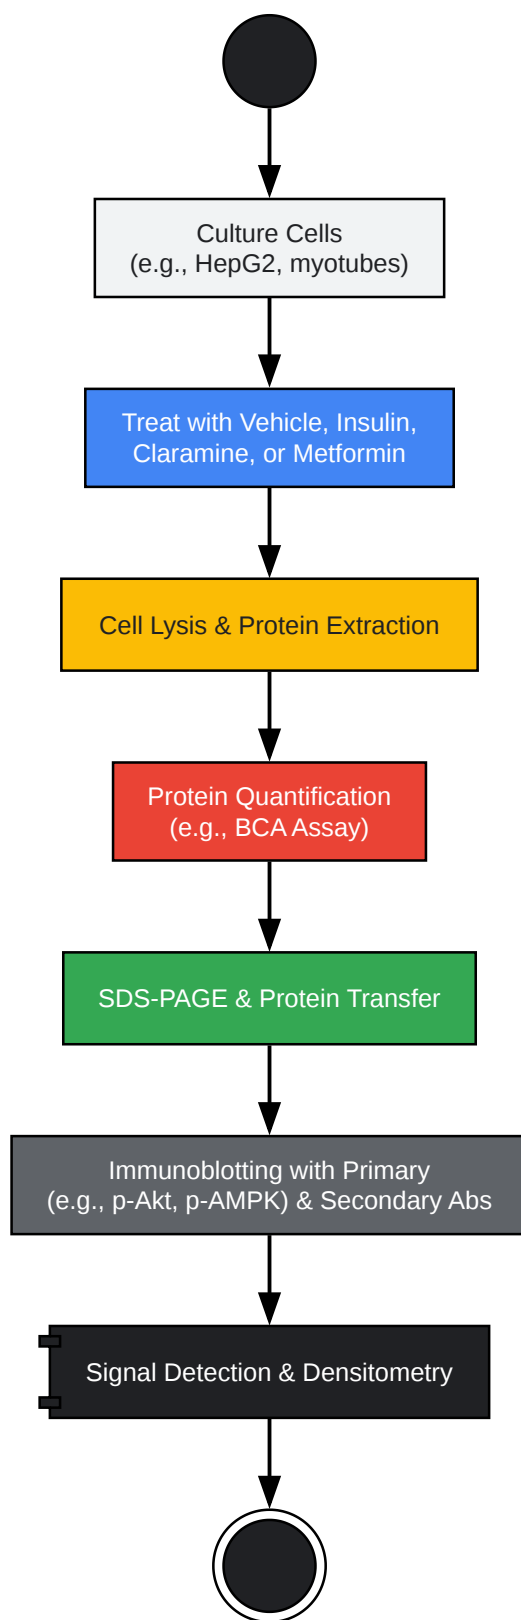 Culture Cells
(e.g., HepG2, myotubes)
Treat with Vehicle, Insulin,
Claramine, or Metformin
Cell Lysis & Protein Extraction
Protein Quantification
(e.g., BCA Assay)
SDS-PAGE & Protein Transfer
Immunoblotting with Primary
(e.g., p-Akt, p-AMPK) & Secondary Abs
Signal Detection & Densitometry